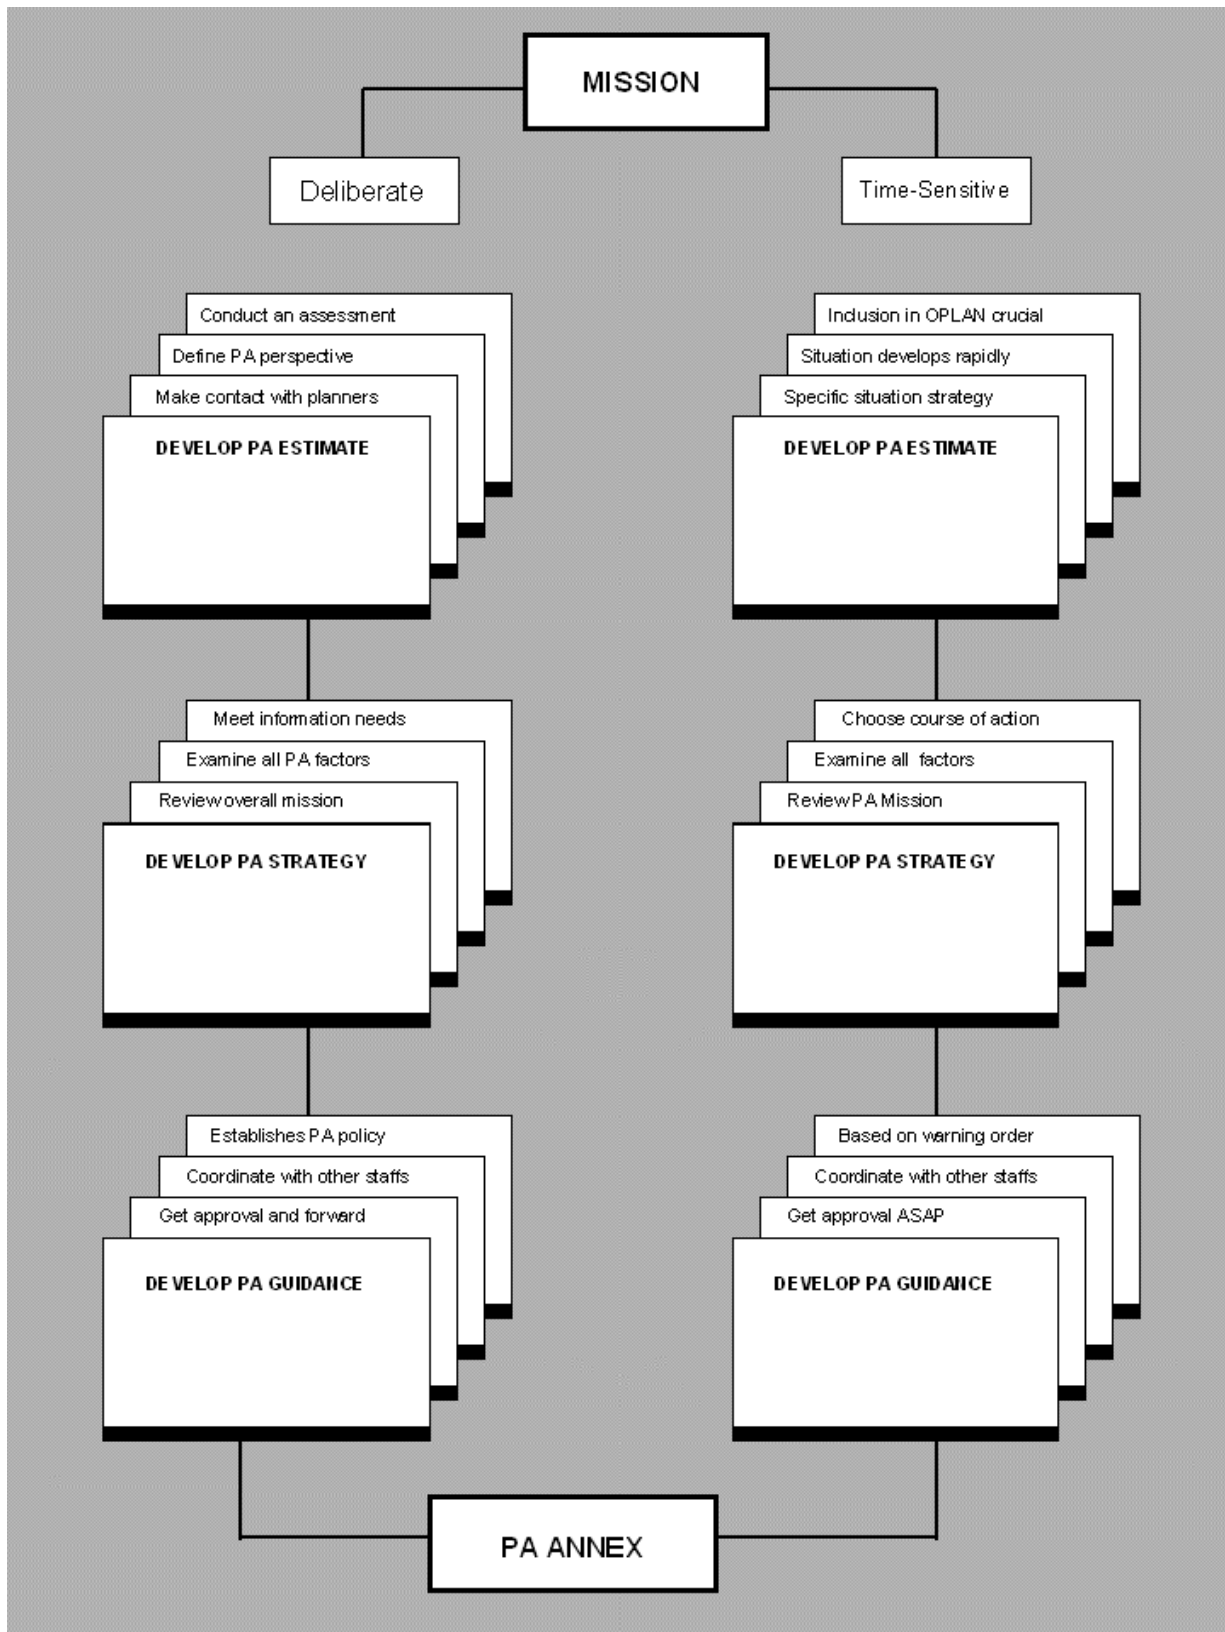 MISSION
Deliberate
Time-Sensitive
Conduct an assessment
Define PA perspective
Make contact with planners
DEVELOP PA ESTIMATE
Inclusion in OPLAN crucial
Situation develops rapidly
Specific situation strategy
DEVELOP PA ESTIMATE
Meet information needs
Examine all PA factors
Review overall mission
DEVELOP PA STRATEGY
Choose course of action
Examine all factors
Review PA Mission
DEVELOP PA STRATEGY
Establishes PA policy
Coordinate with other staffs
Get approval and forward
DEVELOP PA GUIDANCE
Based on warning order
Coordinate with other staffs
Get approval ASAP
DEVELOP PA GUIDANCE
PA ANNEX